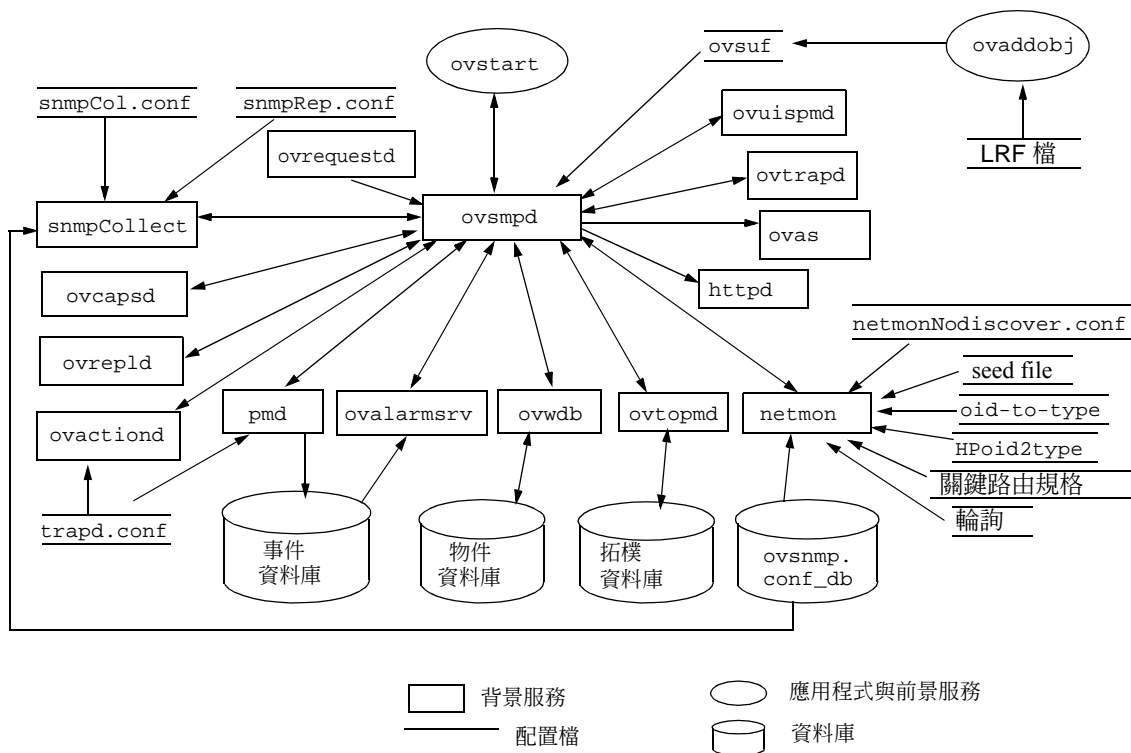 ovstart
ovsuf
ovaddobj
snmpCol.conf
snmpRep.conf
ovrequestd
ovuispmd
LRF 檔
ovtrapd
snmpCollect
ovsmpd
ovas
ovcapsd
httpd
netmonNodiscover.conf
ovrepld
seed file
pmd
ovalarmsrv
ovwdb
ovtopmd
netmon
oid-to-type
ovactiond
HPoid2type
關鍵路由規格
trapd.conf
輪詢
事件
資料庫
物件
資料庫
拓樸
資料庫
ovsnmp.
conf_db
背景服務
應用程式與前景服務
配置檔
資料庫